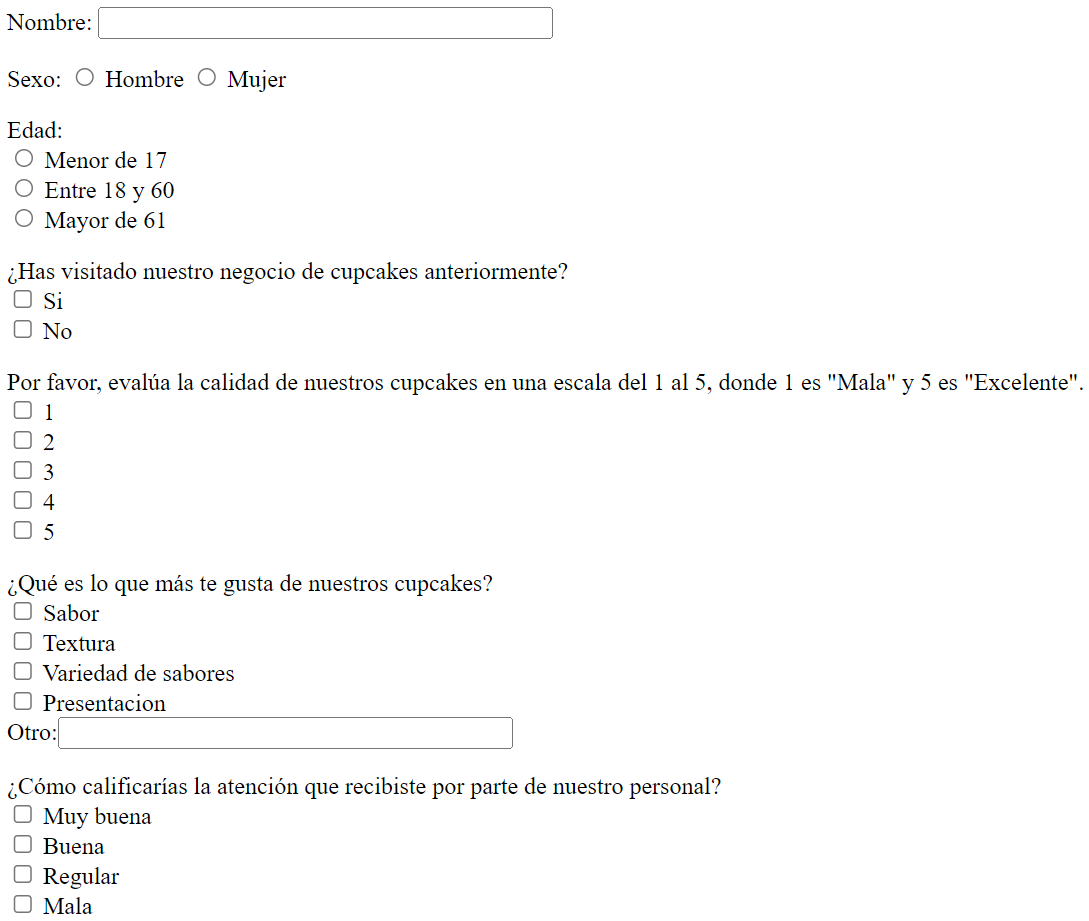 Nombre:
Sexo: Hombre Mujer
Edad:
Menor de 17
Entre 18 y 60
Mayor de 61
¿Has visitado nuestro negocio de cupcakes anteriormente?
Si
No
Por favor, evalúa la calidad de nuestros cupcakes en una escala del 1 al 5, donde 1 es "Mala" y 5 es "Excelente".
1
2
3
4
5
¿Qué es lo que más te gusta de nuestros cupcakes?
Sabor
Textura
Variedad de sabores
Presentacion
Otro:
¿Cómo calificarías la atención que recibiste por parte de nuestro personal?
Muy buena
Buena
Regular
Mala